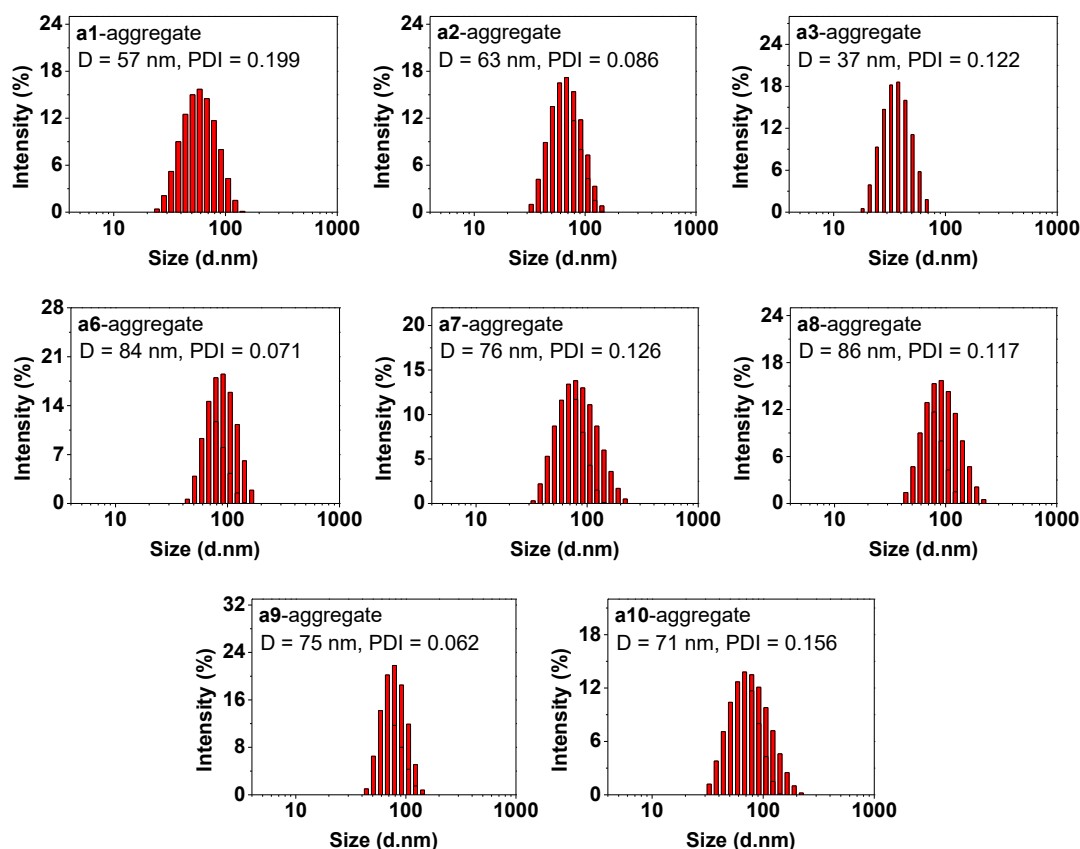 a1-aggregate
D = 57 nm, PDI = 0.199
Intensity (%)
24
18
12
6
0
10
100
1000
Size (d.nm)
a2-aggregate
D = 63 nm, PDI = 0.086
Intensity (%)
24
18
12
6
0
10
100
1000
Size (d.nm)
a3-aggregate
D = 37 nm, PDI = 0.122
Intensity (%)
24
18
12
6
0
10
100
1000
Size (d.nm)
a6-aggregate
D = 84 nm, PDI = 0.071
Intensity (%)
28
21
14
7
0
10
100
1000
Size (d.nm)
a7-aggregate
D = 76 nm, PDI = 0.126
Intensity (%)
20
15
10
5
0
10
100
1000
Size (d.nm)
a8-aggregate
D = 86 nm, PDI = 0.117
Intensity (%)
24
18
12
6
0
10
100
1000
Size (d.nm)
a9-aggregate
D = 75 nm, PDI = 0.062
Intensity (%)
32
24
16
8
0
10
100
1000
Size (d.nm)
a10-aggregate
D = 71 nm, PDI = 0.156
Intensity (%)
18
12
6
0
10
100
1000
Size (d.nm)